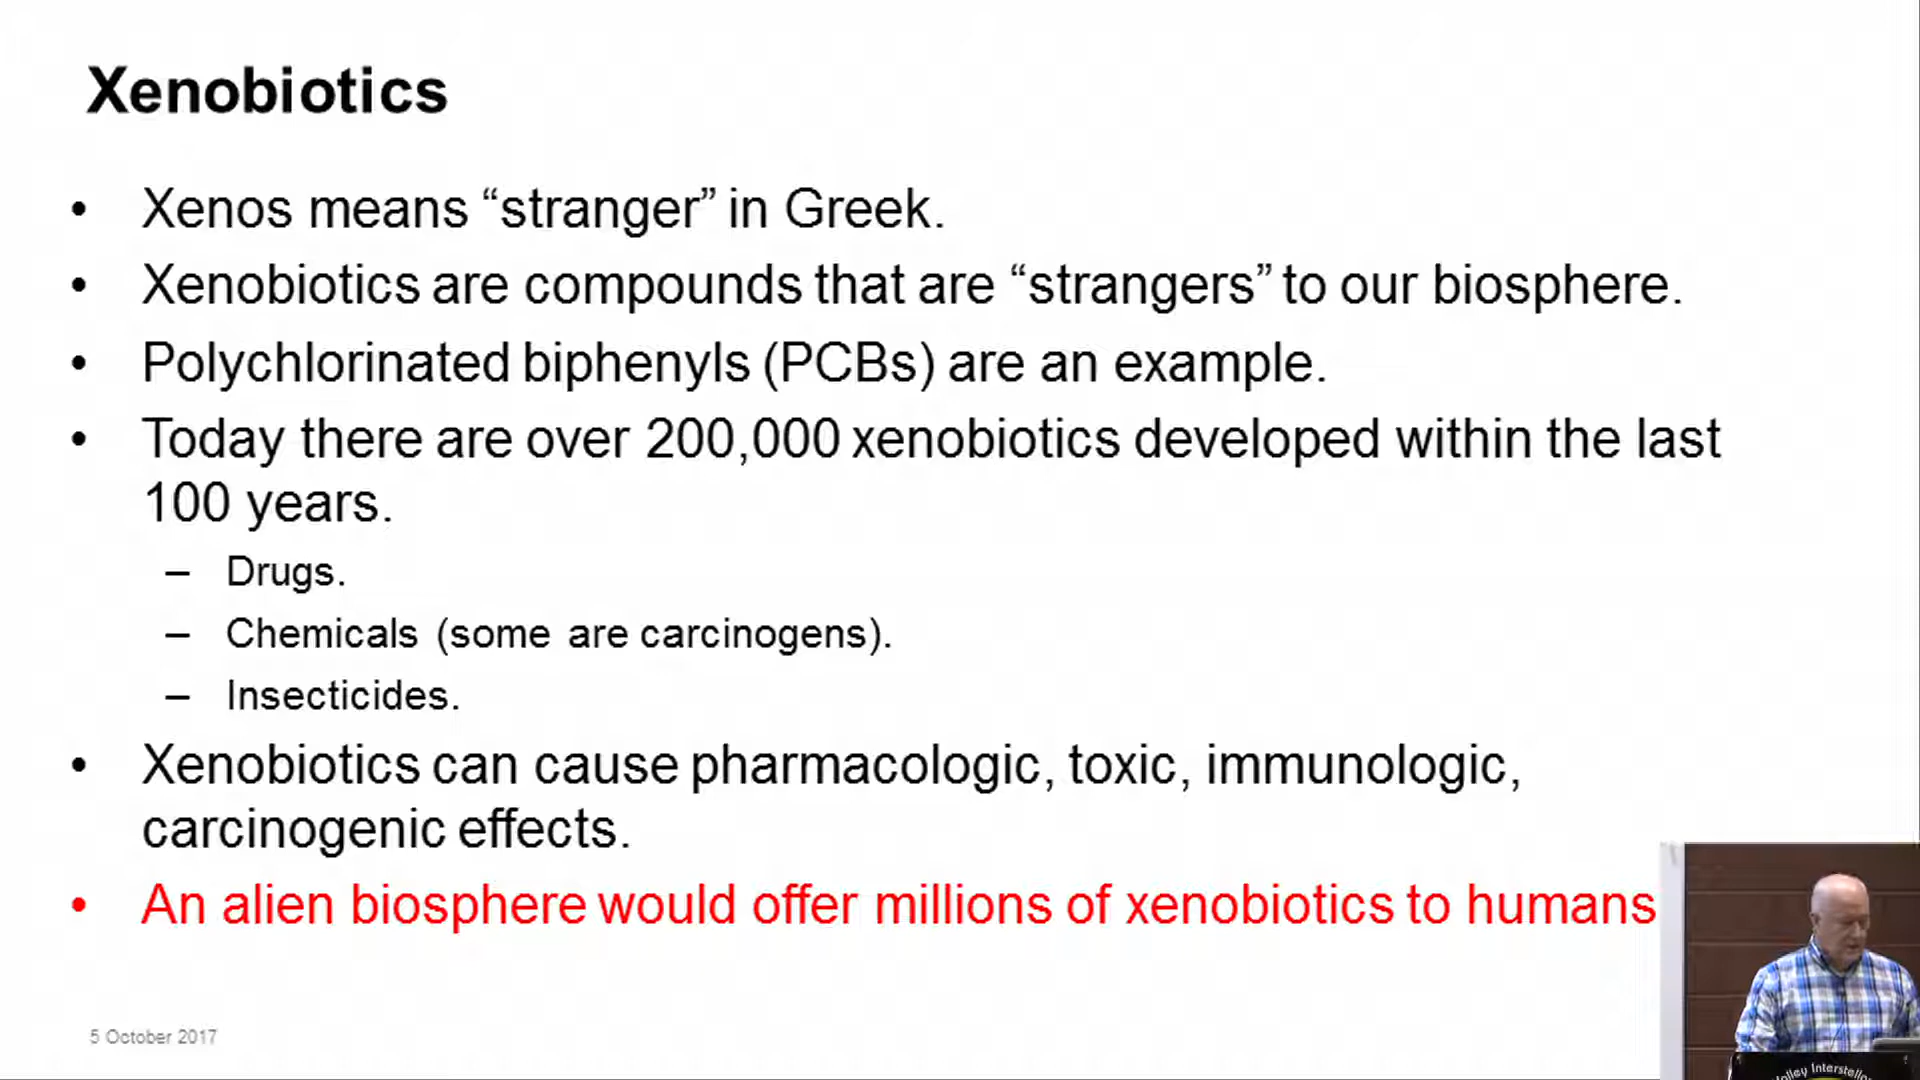 Xenobiotics
• Xenos means “stranger” in Greek.
• Xenobiotics are compounds that are “strangers” to our biosphere.
• Polychlorinated biphenyls (PCBs) are an example.
• Today there are over 200,000 xenobiotics developed within the last
100 years.
– Drugs.
– Chemicals (some are carcinogens).
– Insecticides.
• Xenobiotics can cause pharmacologic, toxic, immunologic,
carcinogenic effects.
• An alien biosphere would offer millions of xenobiotics to humans
5 October 2017